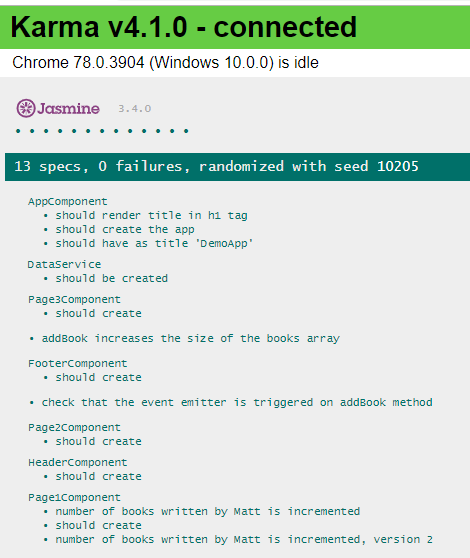 Karma v4.1.0 - connected
Chrome 78.0.3904 (Windows 10.0.0) is idle
Jasmine 3.4.0
• • • • • • • • • • • • •
13 specs, 0 failures, randomized with seed 10205
AppComponent
• should render title in h1 tag
• should create the app
• should have as title 'DemoApp'
DataService
• should be created
Page3Component
• should create
• addBook increases the size of the books array
FooterComponent
• should create
• check that the event emitter is triggered on addBook method
Page2Component
• should create
HeaderComponent
• should create
Page1Component
• number of books written by Matt is incremented
• should create
• number of books written by Matt is incremented, version 2